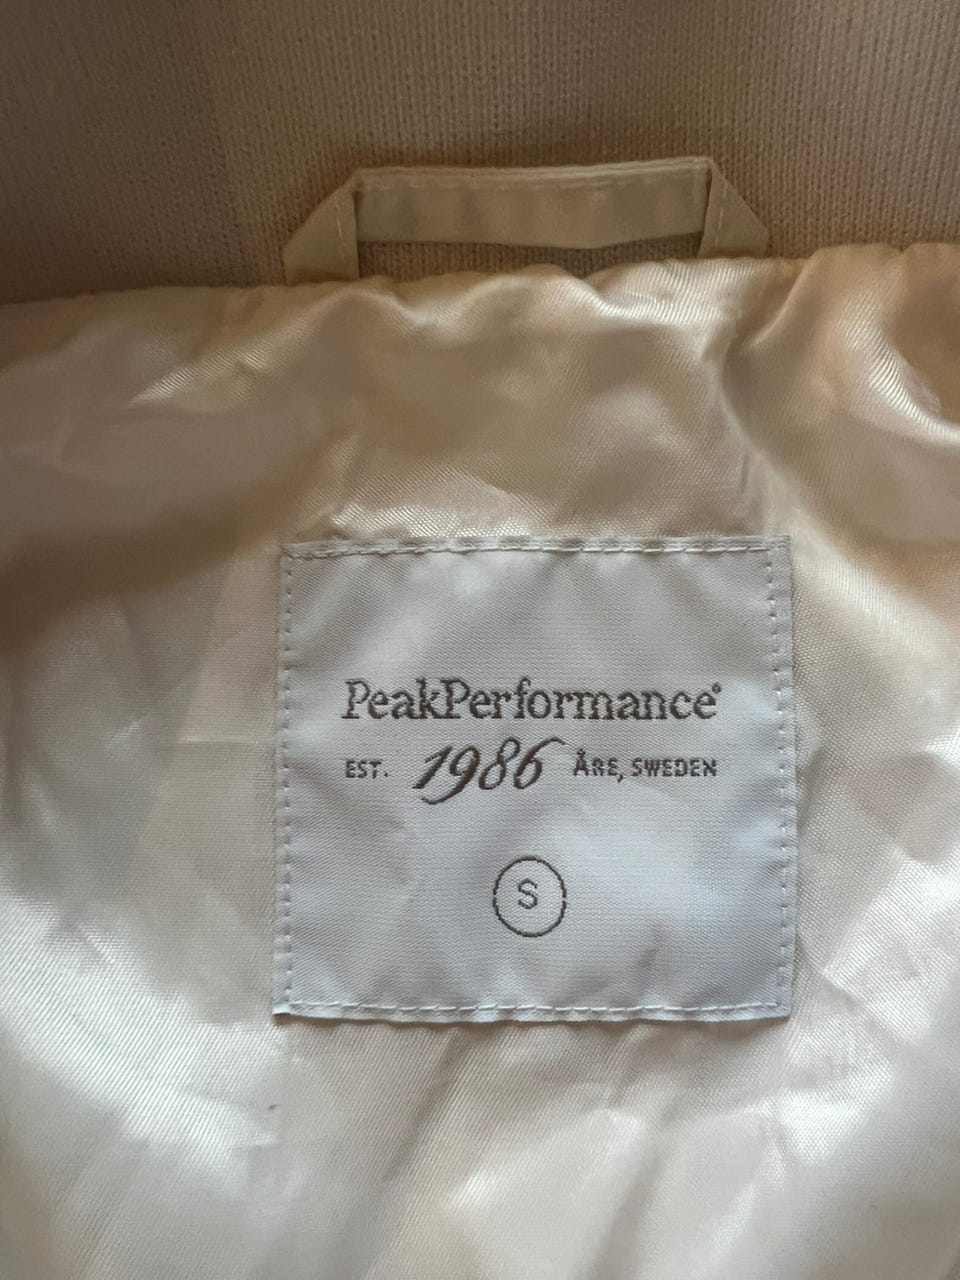 PeakPerformance®
EST. 1986 ÅRE, SWEDEN
S